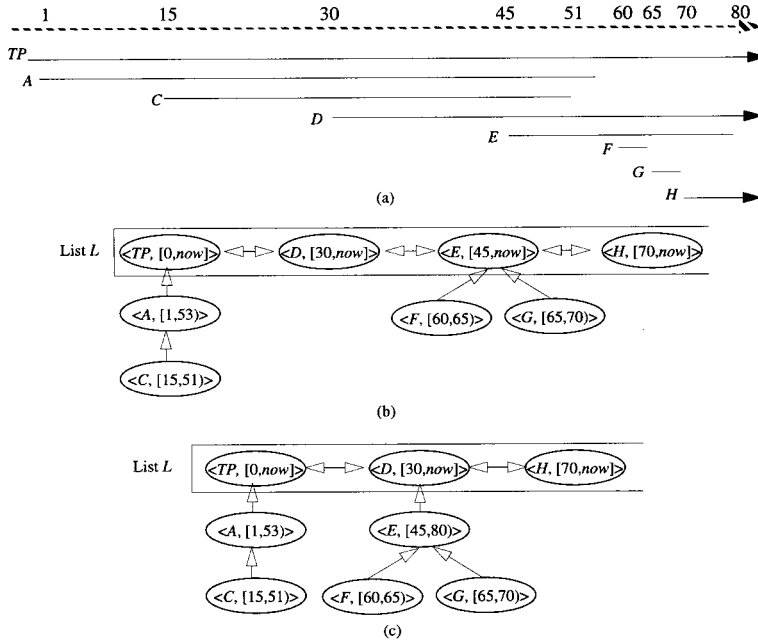 1 15 30 45 51 60 65 70 80
TP
A
C
D
E
F
G
H
(a)
List L
<TP, [0,now]> <D, [30,now]> <E, [45,now]> <H, [70,now]>
<A, [1,53)> <F, [60,65)> <G, [65,70)>
<C, [15,51)>
(b)
List L
<TP, [0,now]> <D, [30,now]> <H, [70,now]>
<A, [1,53)> <E, [45,80)>
<C, [15,51)> <F, [60,65)> <G, [65,70)>
(c)